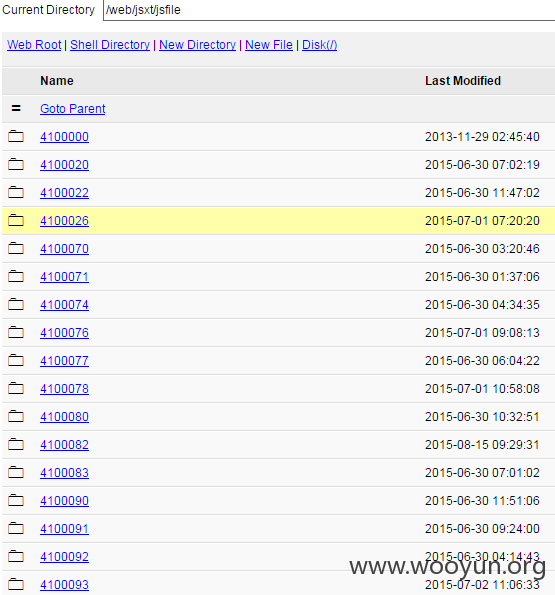 Current Directory /web/jsxt/jsfile
Web Root | Shell Directory | New Directory | New File | Disk(/)
Name Last Modified
= Goto Parent
4100000 2013-11-29 02:45:40
4100020 2015-06-30 07:02:19
4100022 2015-06-30 11:47:02
4100026 2015-07-01 07:20:20
4100070 2015-06-30 03:20:46
4100071 2015-06-30 01:37:06
4100074 2015-06-30 04:34:35
4100076 2015-07-01 09:08:13
4100077 2015-06-30 06:04:22
4100078 2015-07-01 10:58:08
4100080 2015-06-30 10:32:51
4100082 2015-08-15 09:29:31
4100083 2015-06-30 07:01:02
4100090 2015-06-30 11:51:06
4100091 2015-06-30 09:24:00
4100092 2015-06-30 04:14:43
www.wooyun.org
4100093 2015-07-02 11:06:33